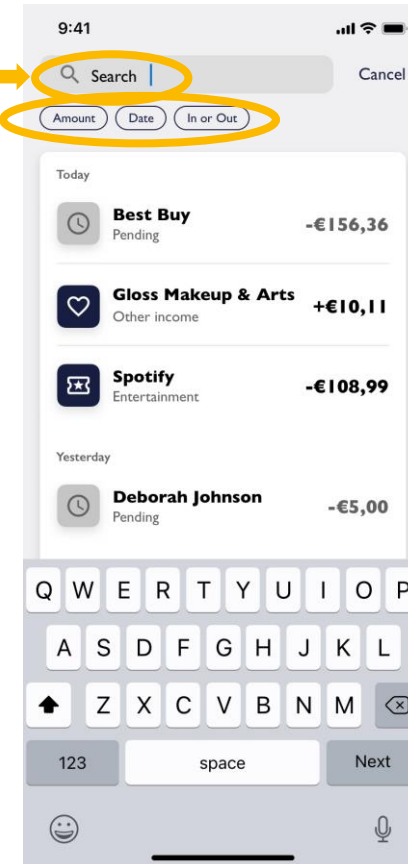 9:41
Search
Cancel
Amount
Date
In or Out
Today
Best Buy
-€156,36
Pending
Gloss Makeup & Arts
+€10,11
Other income
Spotify
-€108,99
Entertainment
Yesterday
Deborah Johnson
-€5,00
Pending
Q W E R T Y U I O P
A S D F G H J K L
Z X C V B N M
123 space Next